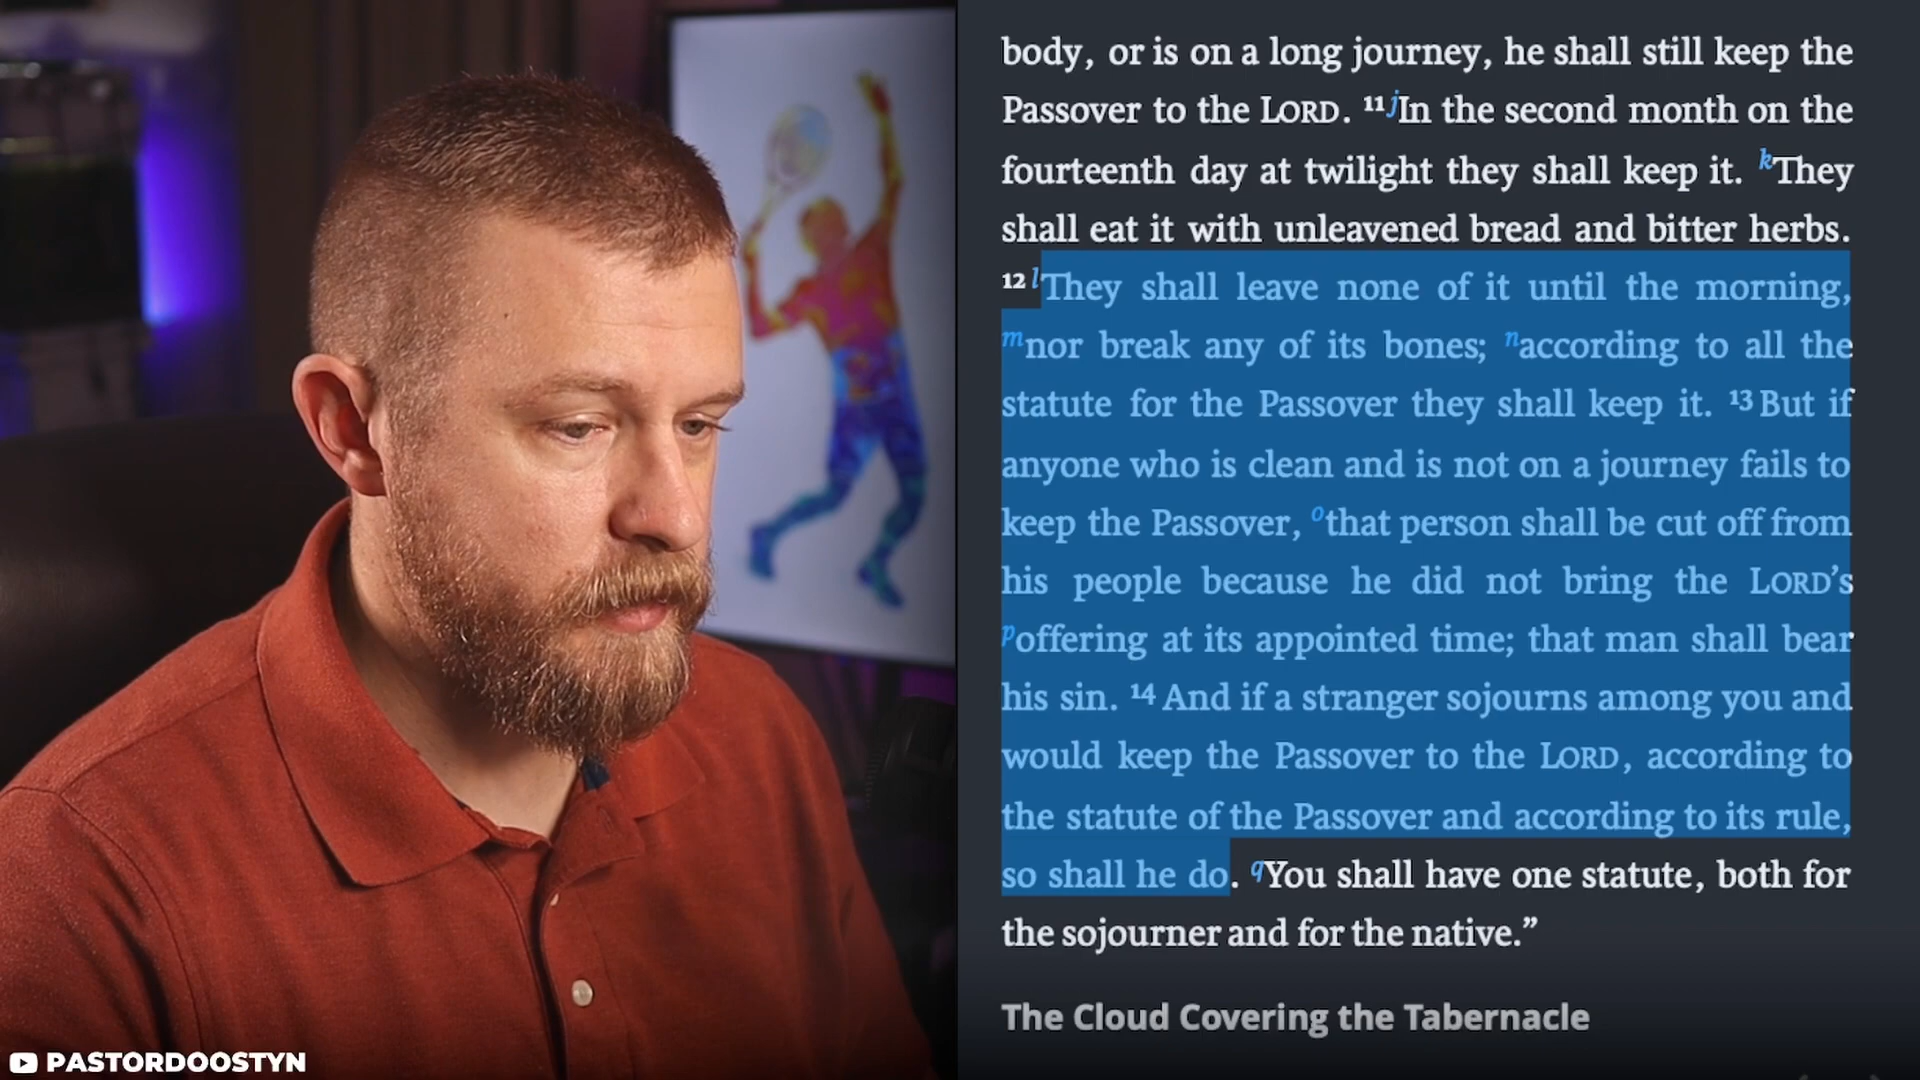 body, or is on a long journey, he shall still keep the
Passover to the LORD. 11 jIn the second month on the
fourteenth day at twilight they shall keep it. kThey
shall eat it with unleavened bread and bitter herbs.
12 lThey shall leave none of it until the morning,
mnor break any of its bones; naccording to all the
statute for the Passover they shall keep it. 13 But if
anyone who is clean and is not on a journey fails to
keep the Passover, othat person shall be cut off from
his people because he did not bring the LORD’s
poffering at its appointed time; that man shall bear
his sin. 14 And if a stranger sojourns among you and
would keep the Passover to the LORD, according to
the statute of the Passover and according to its rule,
so shall he do. qYou shall have one statute, both for
the sojourner and for the native.”
The Cloud Covering the Tabernacle
PASTORDOOSTYN